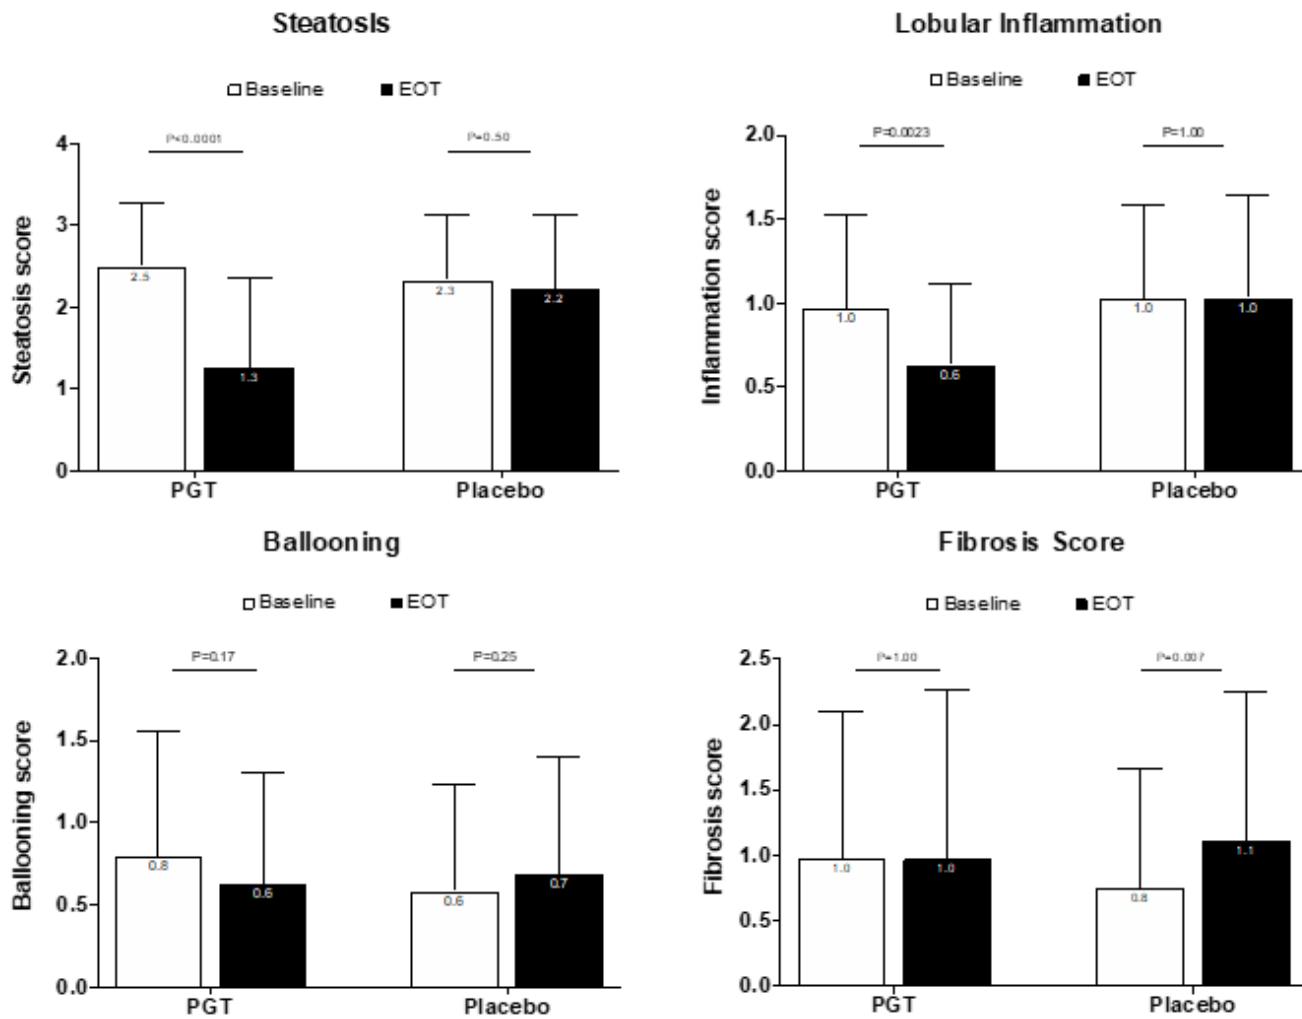 Steatosis
Baseline EOT
P<0.0001
P=0.50
Steatosis score
4
3
2
1
0
2.5
1.3
2.3
2.2
PGT
Placebo
Lobular Inflammation
Baseline EOT
P=0.0023
P=1.00
Inflammation score
2.0
1.5
1.0
0.5
0.0
1.0
0.6
1.0
1.0
PGT
Placebo
Ballooning
Baseline EOT
P=0.17
P=0.25
Ballooning score
2.0
1.5
1.0
0.5
0.0
0.8
0.6
0.6
0.7
PGT
Placebo
Fibrosis Score
Baseline EOT
P=1.00
P=0.007
Fibrosis score
2.5
2.0
1.5
1.0
0.5
0.0
1.0
1.0
0.8
1.1
PGT
Placebo